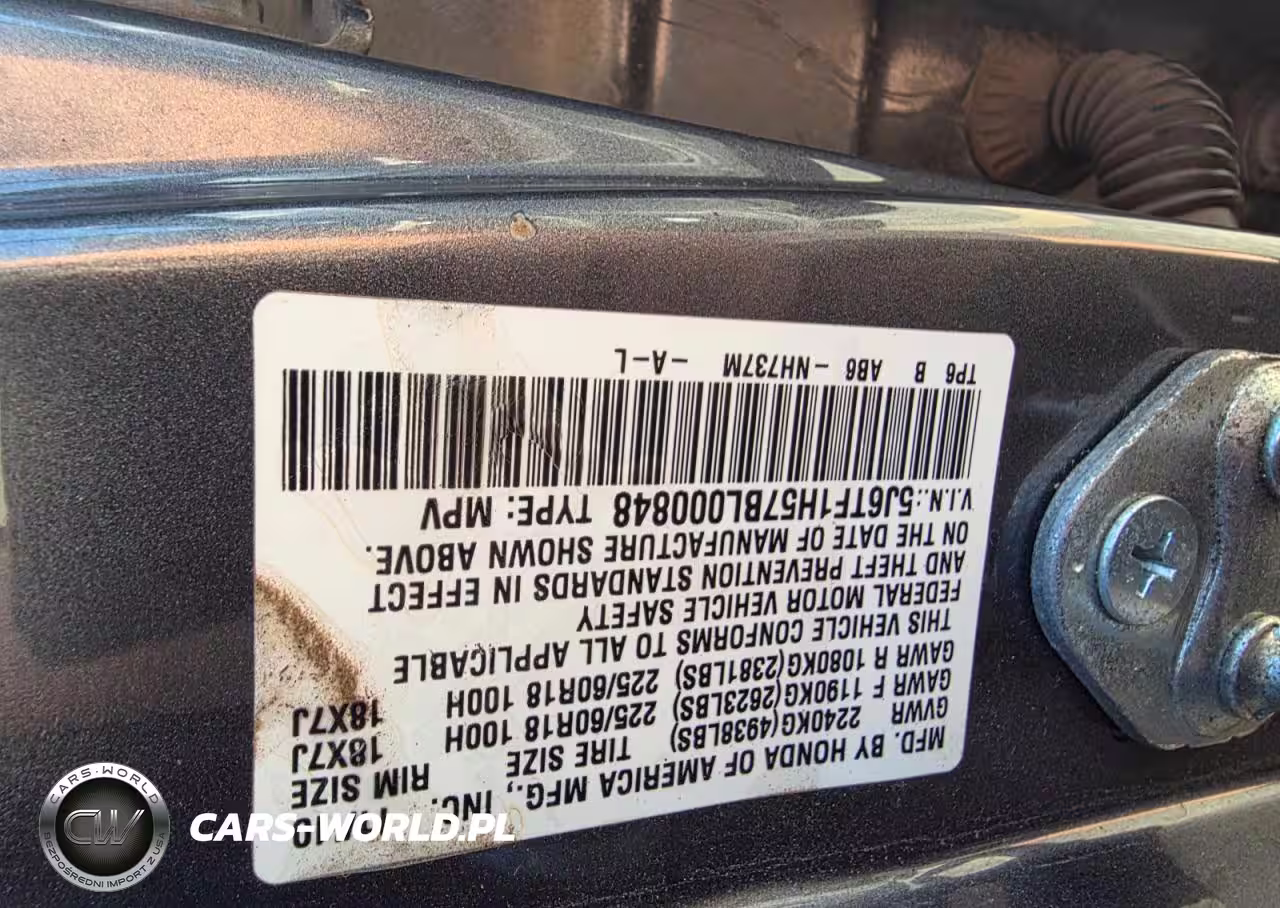 MFD. BY HONDA OF AMERICA MFG., INC.
GVWR 2240KG(4938LBS) TIRE SIZE RIM SIZE
GAWR F 1190KG(2623LBS) 225/60R18 100H 18X7J
GAWR R 1080KG(2381LBS) 225/60R18 100H 18X7J
THIS VEHICLE CONFORMS TO ALL APPLICABLE
FEDERAL MOTOR VEHICLE SAFETY
AND THEFT PREVENTION STANDARDS IN EFFECT
ON THE DATE OF MANUFACTURE SHOWN ABOVE.
V.I.N.:5J6TF1H57BL000848 TYPE: MPV
TP6 B AB6 -NH737M -A-L
CARS-WORLD
CW
BEZPOŚREDNI IMPORT Z USA
CARS-WORLD.PL